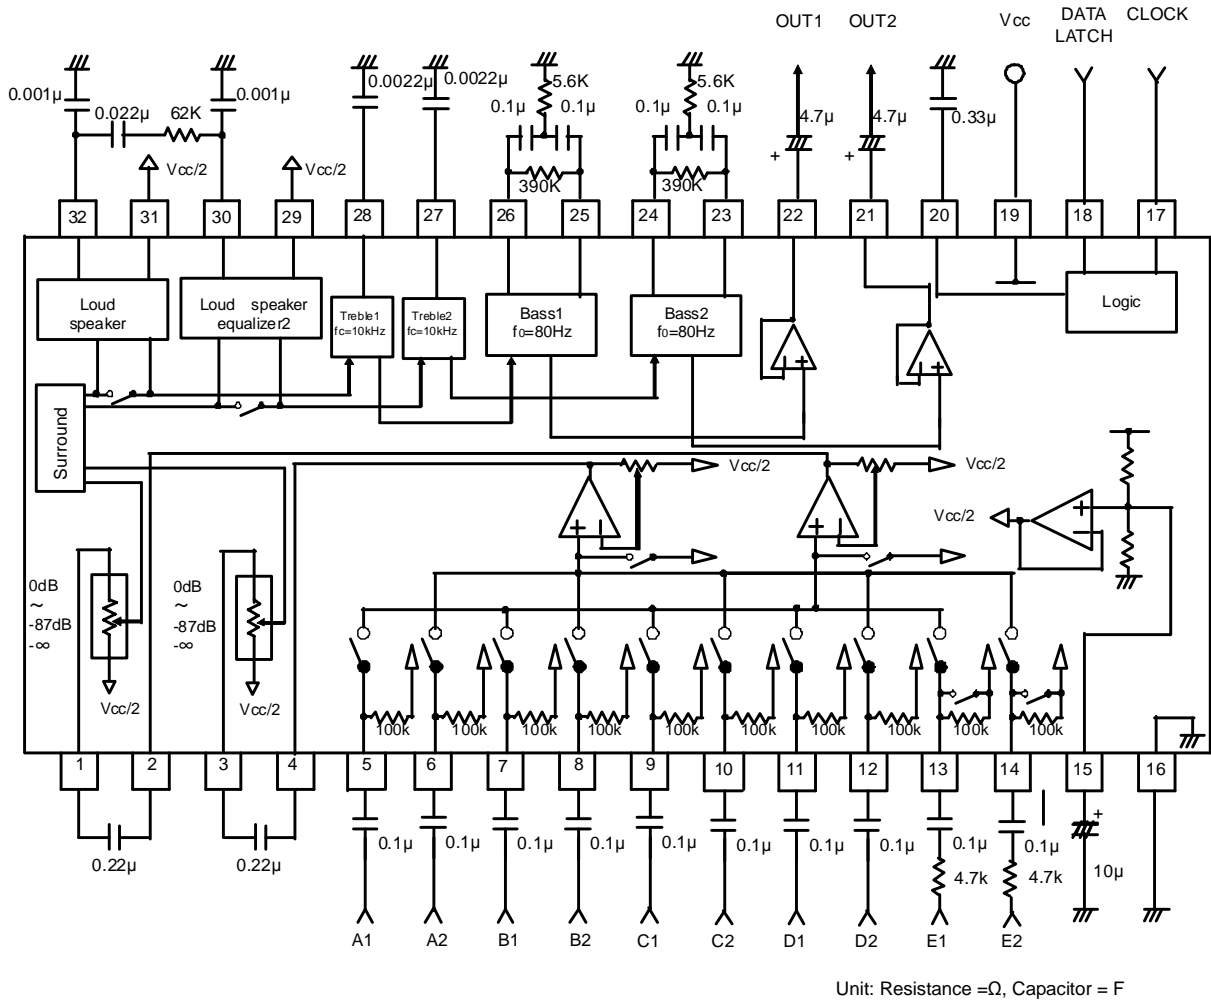 OUT1 OUT2 Vcc DATA LATCH CLOCK
0.001μ 0.022μ 62K 0.001μ 0.0022μ 0.0022μ 5.6K 0.1μ 0.1μ 390K 5.6K 0.1μ 0.1μ 390K 4.7μ + 4.7μ + 0.33μ
Vcc/2 Vcc/2
32 31 30 29 28 27 26 25 24 23 22 21 20 19 18 17
Loud
speaker
Loud speaker
equalizer2
Treble1
fc=10kHz
Treble2
fc=10kHz
Bass1
f0=80Hz
Bass2
f0=80Hz
Logic
Surround
Vcc/2 Vcc/2
Vcc/2
0dB
~
-87dB
-∞
0dB
~
-87dB
-∞
Vcc/2 Vcc/2
100k 100k 100k 100k 100k 100k 100k 100k 100k 100k
1 2 3 4 5 6 7 8 9 10 11 12 13 14 15 16
0.22μ 0.22μ
0.1μ 0.1μ 0.1μ 0.1μ 0.1μ 0.1μ 0.1μ 0.1μ 0.1μ 0.1μ +
4.7k 4.7k 10μ
A1 A2 B1 B2 C1 C2 D1 D2 E1 E2
Unit: Resistance =Ω, Capacitor = F